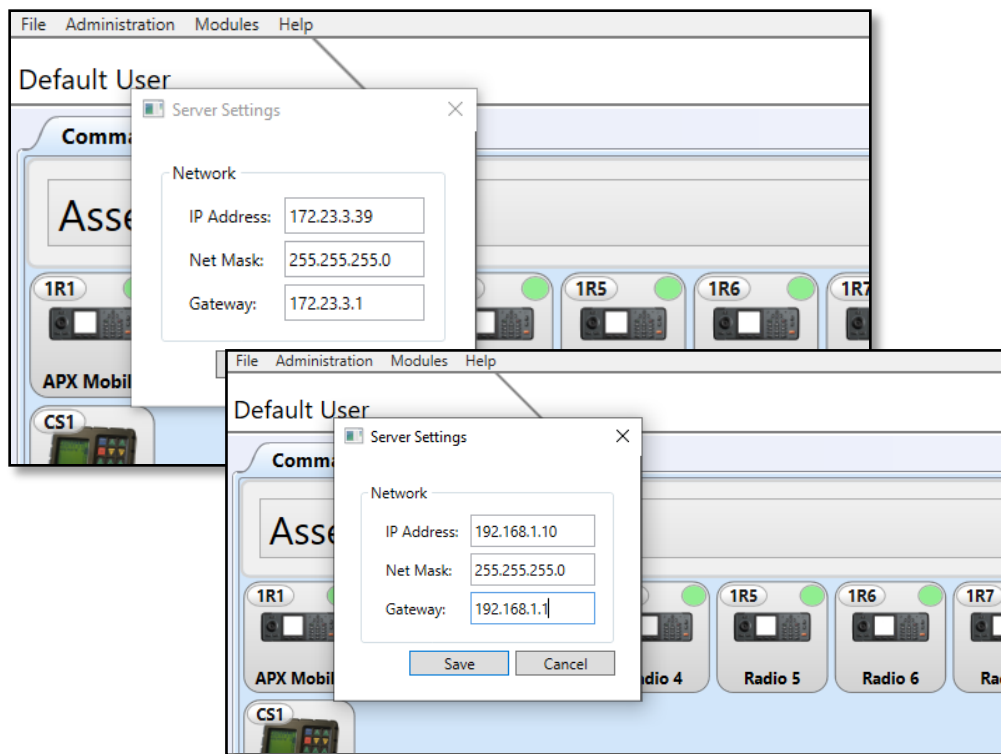 File Administration Modules Help
Default User
Server Settings
Comma
Network
Asse
IP Address: 172.23.3.39
Net Mask: 255.255.255.0
Gateway: 172.23.3.1
1R1 1R5 1R6 1R7
APX Mobil
CS1
File Administration Modules Help
Default User
Server Settings
Comma
Network
Asse
IP Address: 192.168.1.10
Net Mask: 255.255.255.0
Gateway: 192.168.1.1
1R1 1R5 1R6 1R7
Save Cancel
APX Mobil dio 4 Radio 5 Radio 6 Ra
CS1